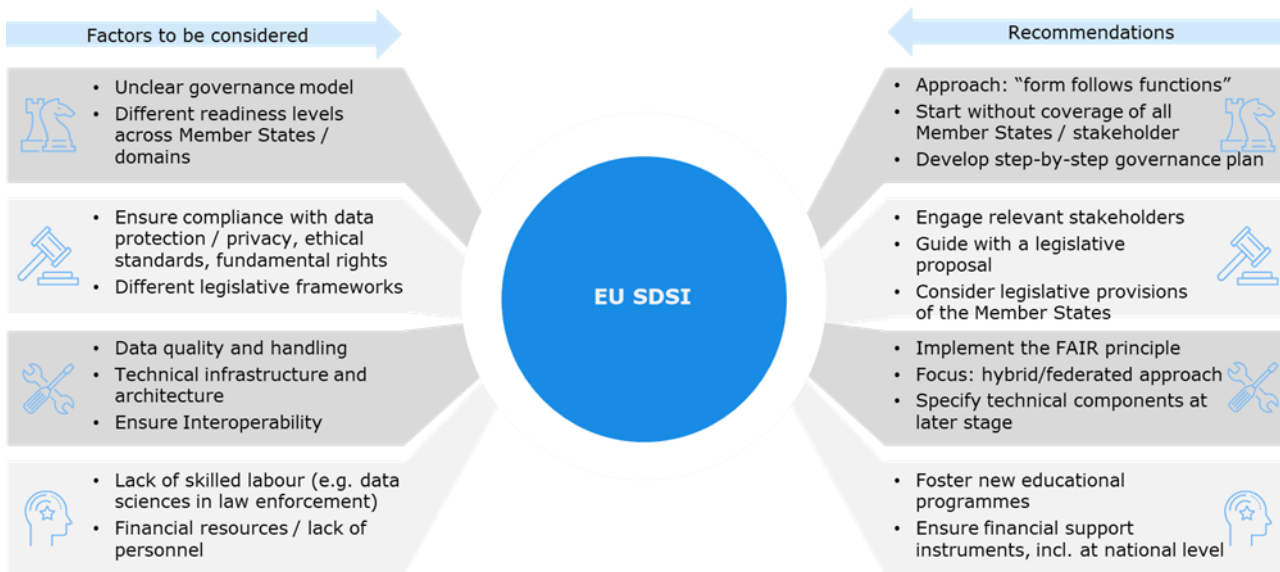 Factors to be considered
• Unclear governance model
• Different readiness levels
across Member States /
domains
• Ensure compliance with data
protection / privacy, ethical
standards, fundamental rights
• Different legislative frameworks
• Data quality and handling
• Technical infrastructure and
architecture
• Ensure Interoperability
• Lack of skilled labour (e.g. data
sciences in law enforcement)
• Financial resources / lack of
personnel
EU SDSI
Recommendations
• Approach: “form follows functions”
• Start without coverage of all
Member States / stakeholder
• Develop step-by-step governance plan
• Engage relevant stakeholders
• Guide with a legislative
proposal
• Consider legislative provisions
of the Member States
• Implement the FAIR principle
• Focus: hybrid/federated approach
• Specify technical components at
later stage
• Foster new educational
programmes
• Ensure financial support
instruments, incl. at national level